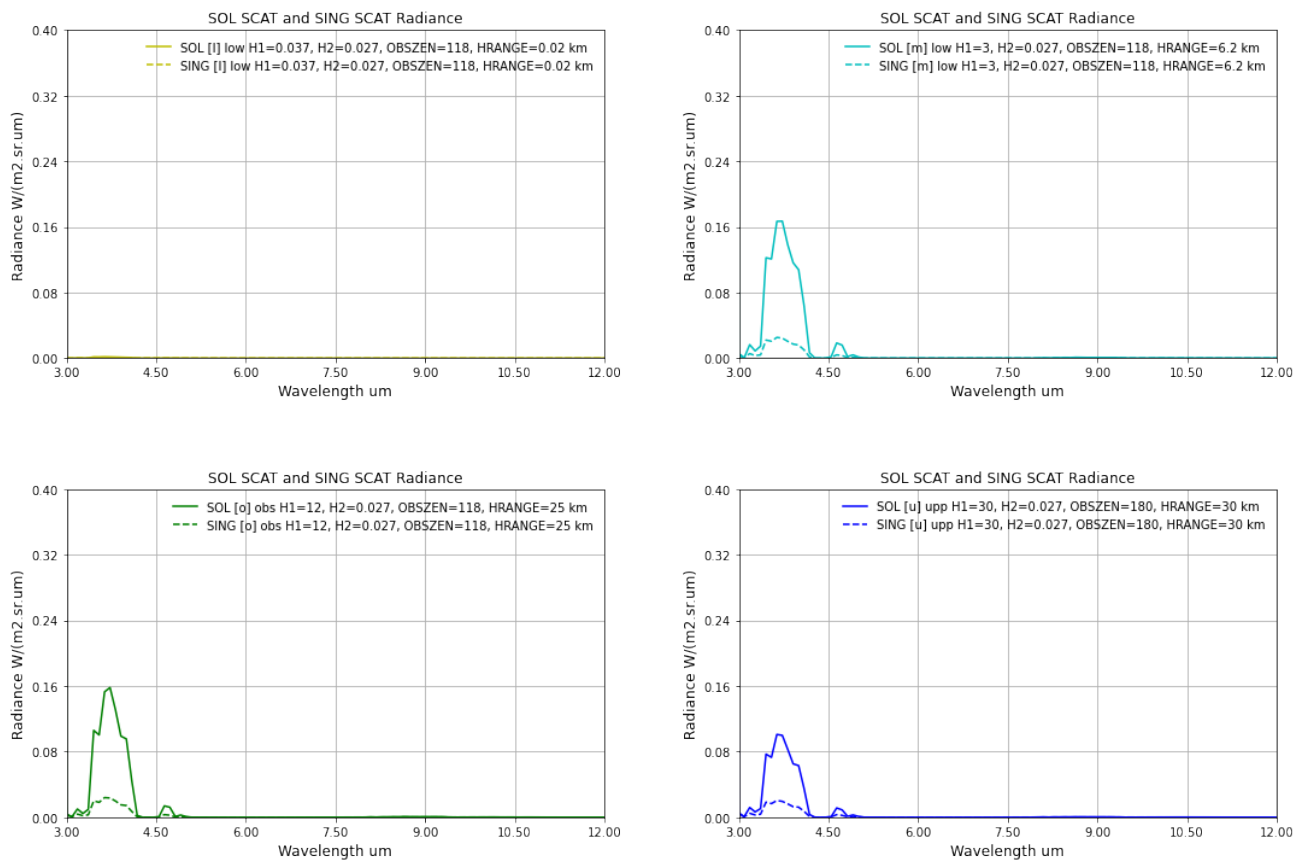 SOL SCAT and SING SCAT Radiance
SOL [l] low H1=0.037, H2=0.027, OBSZEN=118, HRANGE=0.02 km
SING [l] low H1=0.037, H2=0.027, OBSZEN=118, HRANGE=0.02 km
0.40
0.32
0.24
0.16
0.08
0.00
Radiance W/(m2.sr.um)
3.00 4.50 6.00 7.50 9.00 10.50 12.00
Wavelength um
SOL SCAT and SING SCAT Radiance
SOL [m] low H1=3, H2=0.027, OBSZEN=118, HRANGE=6.2 km
SING [m] low H1=3, H2=0.027, OBSZEN=118, HRANGE=6.2 km
0.40
0.32
0.24
0.16
0.08
0.00
Radiance W/(m2.sr.um)
3.00 4.50 6.00 7.50 9.00 10.50 12.00
Wavelength um
SOL SCAT and SING SCAT Radiance
SOL [o] obs H1=12, H2=0.027, OBSZEN=118, HRANGE=25 km
SING [o] obs H1=12, H2=0.027, OBSZEN=118, HRANGE=25 km
0.40
0.32
0.24
0.16
0.08
0.00
Radiance W/(m2.sr.um)
3.00 4.50 6.00 7.50 9.00 10.50 12.00
Wavelength um
SOL SCAT and SING SCAT Radiance
SOL [u] upp H1=30, H2=0.027, OBSZEN=180, HRANGE=30 km
SING [u] upp H1=30, H2=0.027, OBSZEN=180, HRANGE=30 km
0.40
0.32
0.24
0.16
0.08
0.00
Radiance W/(m2.sr.um)
3.00 4.50 6.00 7.50 9.00 10.50 12.00
Wavelength um